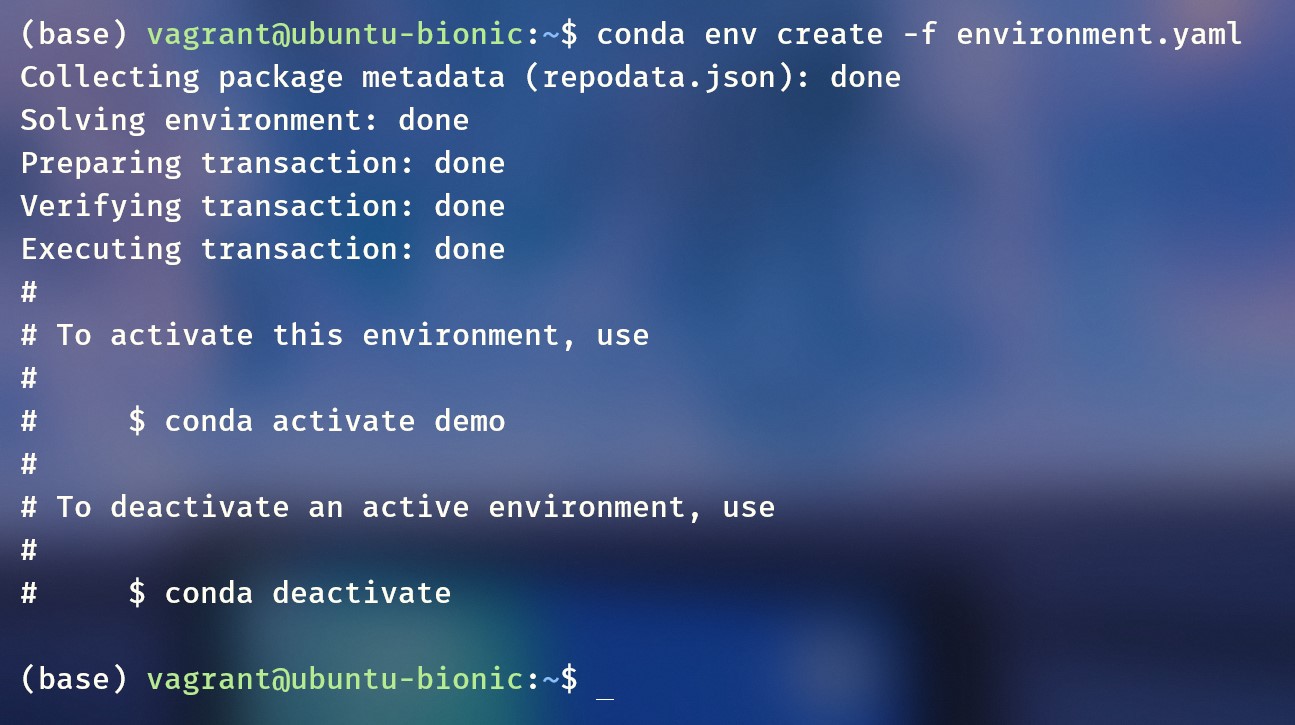 (base) vagrant@ubuntu-bionic:~$ conda env create -f environment.yaml
Collecting package metadata (repodata.json): done
Solving environment: done
Preparing transaction: done
Verifying transaction: done
Executing transaction: done
#
# To activate this environment, use
#
#     $ conda activate demo
#
# To deactivate an active environment, use
#
#     $ conda deactivate

(base) vagrant@ubuntu-bionic:~$ _